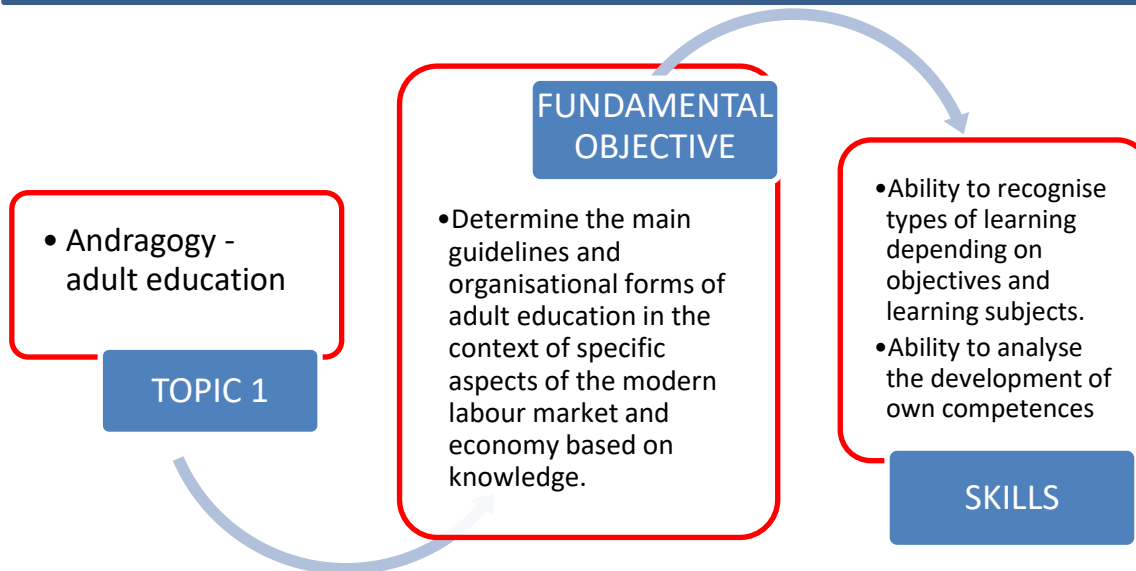 • Andragogy -
adult education
TOPIC 1
FUNDAMENTAL
OBJECTIVE
•Determine the main
guidelines and
organisational forms of
adult education in the
context of specific
aspects of the modern
labour market and
economy based on
knowledge.
•Ability to recognise
types of learning
depending on
objectives and
learning subjects.
•Ability to analyse
the development of
own competences
SKILLS